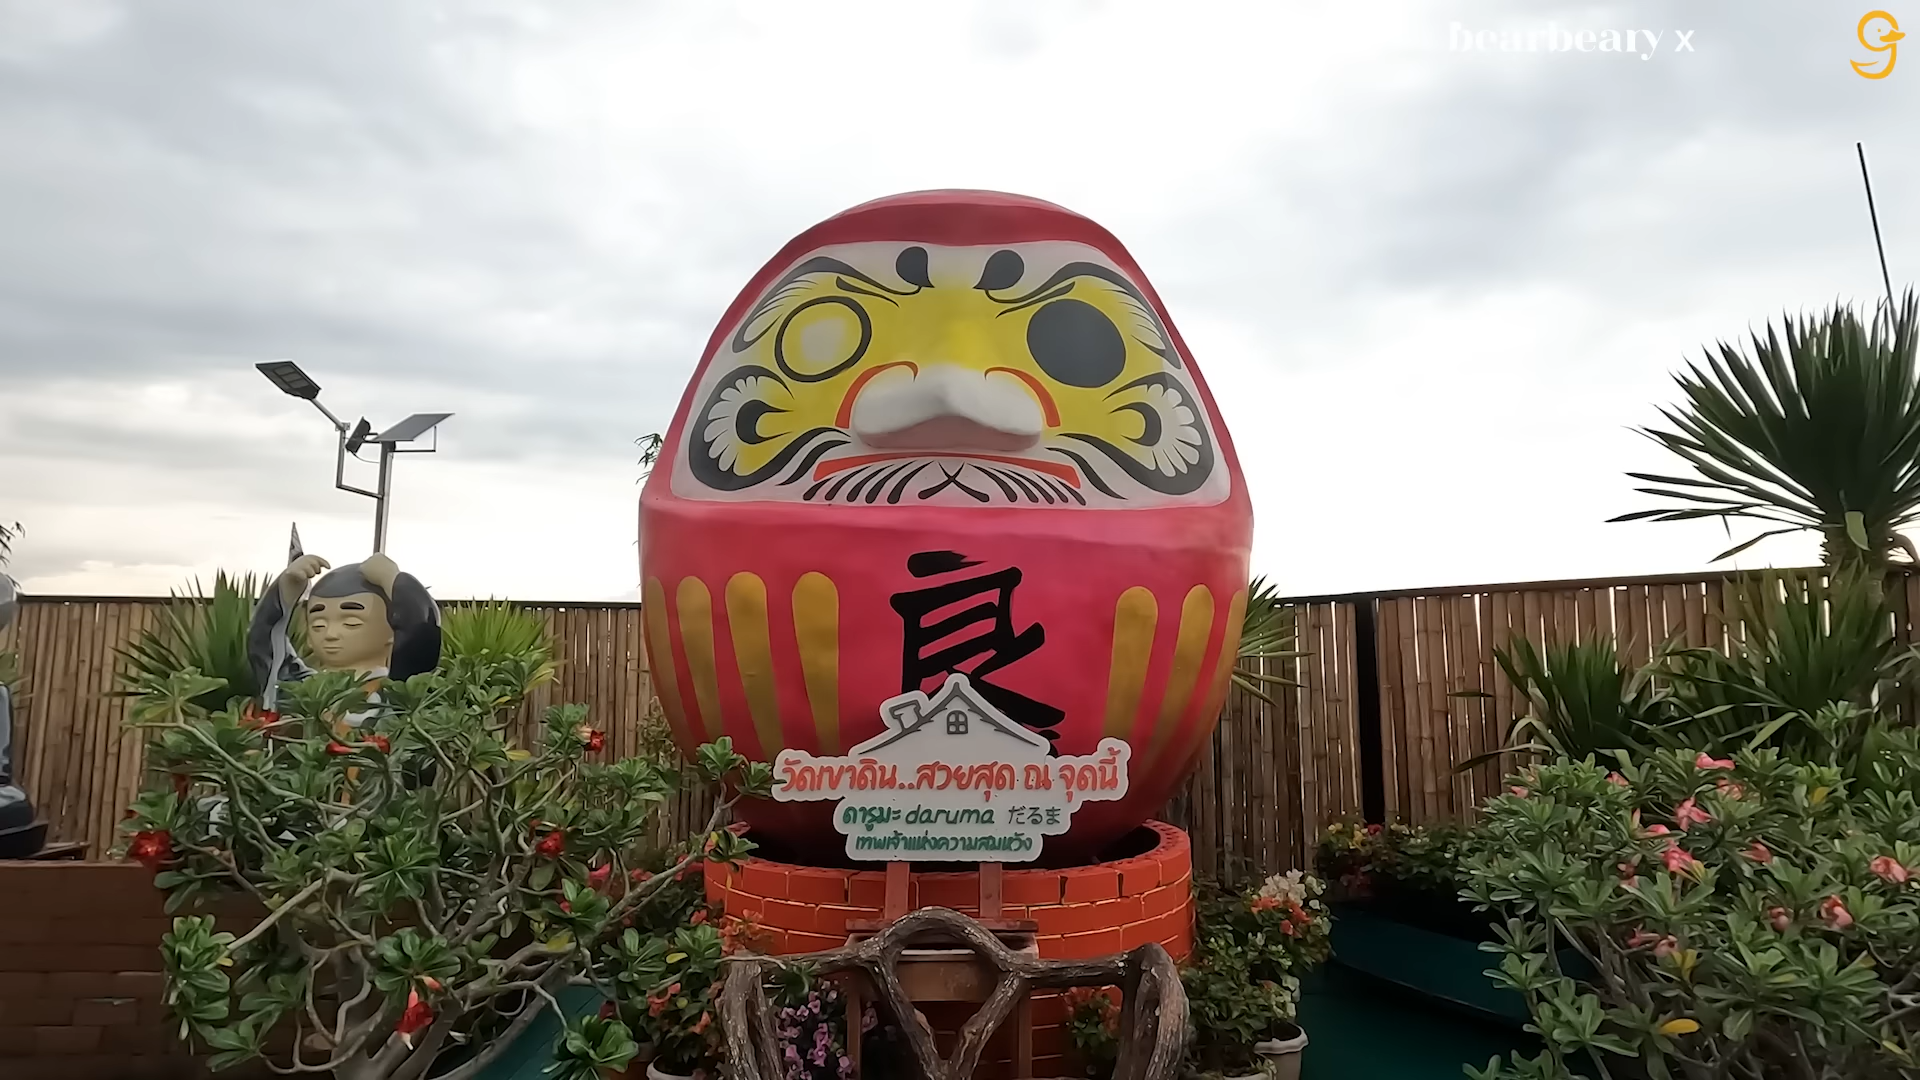 bearbeary x
良
วัดเขาดิน..สวยสุด ณ จุดนี้
ดารูมะ daruma だるま
เทพเจ้าแห่งความสมหวัง